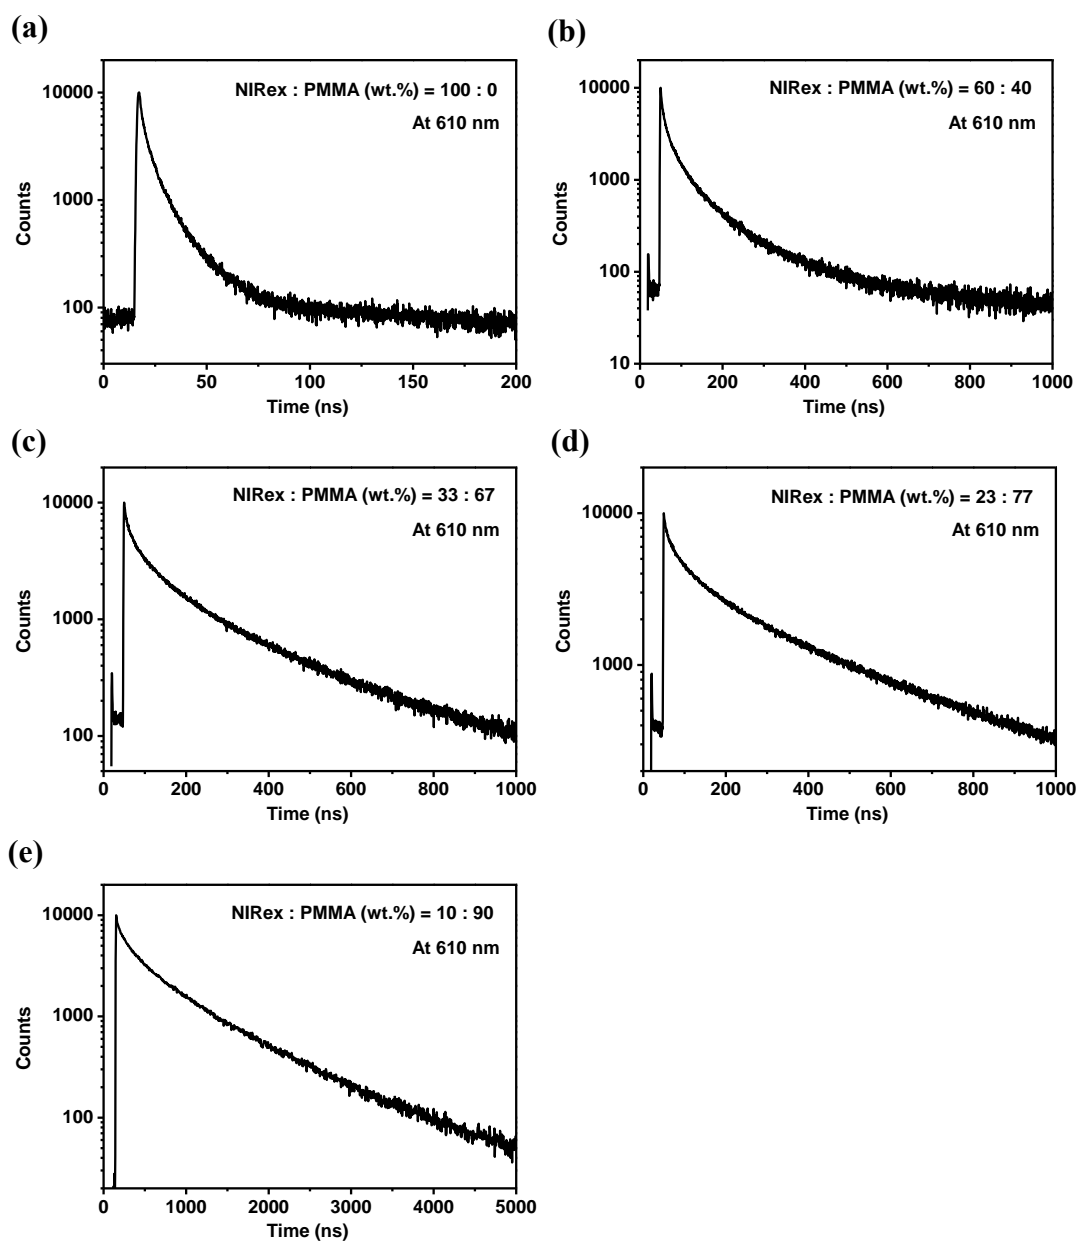 (a)
NIRex : PMMA (wt.%) = 100 : 0
At 610 nm
10000
1000
100
Counts
0 50 100 150 200
Time (ns)
(b)
NIRex : PMMA (wt.%) = 60 : 40
At 610 nm
10000
1000
100
10
Counts
0 200 400 600 800 1000
Time (ns)
(c)
NIRex : PMMA (wt.%) = 33 : 67
At 610 nm
10000
1000
100
Counts
0 200 400 600 800 1000
Time (ns)
(d)
NIRex : PMMA (wt.%) = 23 : 77
At 610 nm
10000
1000
Counts
0 200 400 600 800 1000
Time (ns)
(e)
NIRex : PMMA (wt.%) = 10 : 90
At 610 nm
10000
1000
100
Counts
0 1000 2000 3000 4000 5000
Time (ns)